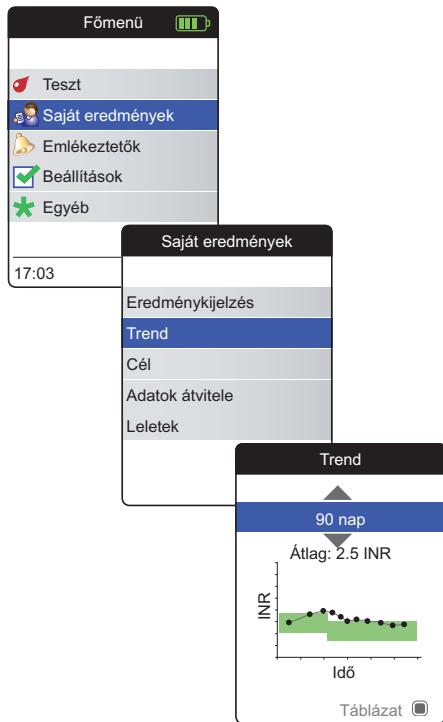 Főmenü
Teszt
Saját eredmények
Emlékeztetők
Beállítások
Egyéb
17:03
Saját eredmények
Eredménykijelzés
Trend
Cél
Adatok átvitele
Leletek
Trend
90 nap
Átlag: 2.5 INR
INR
Idő
Táblázat